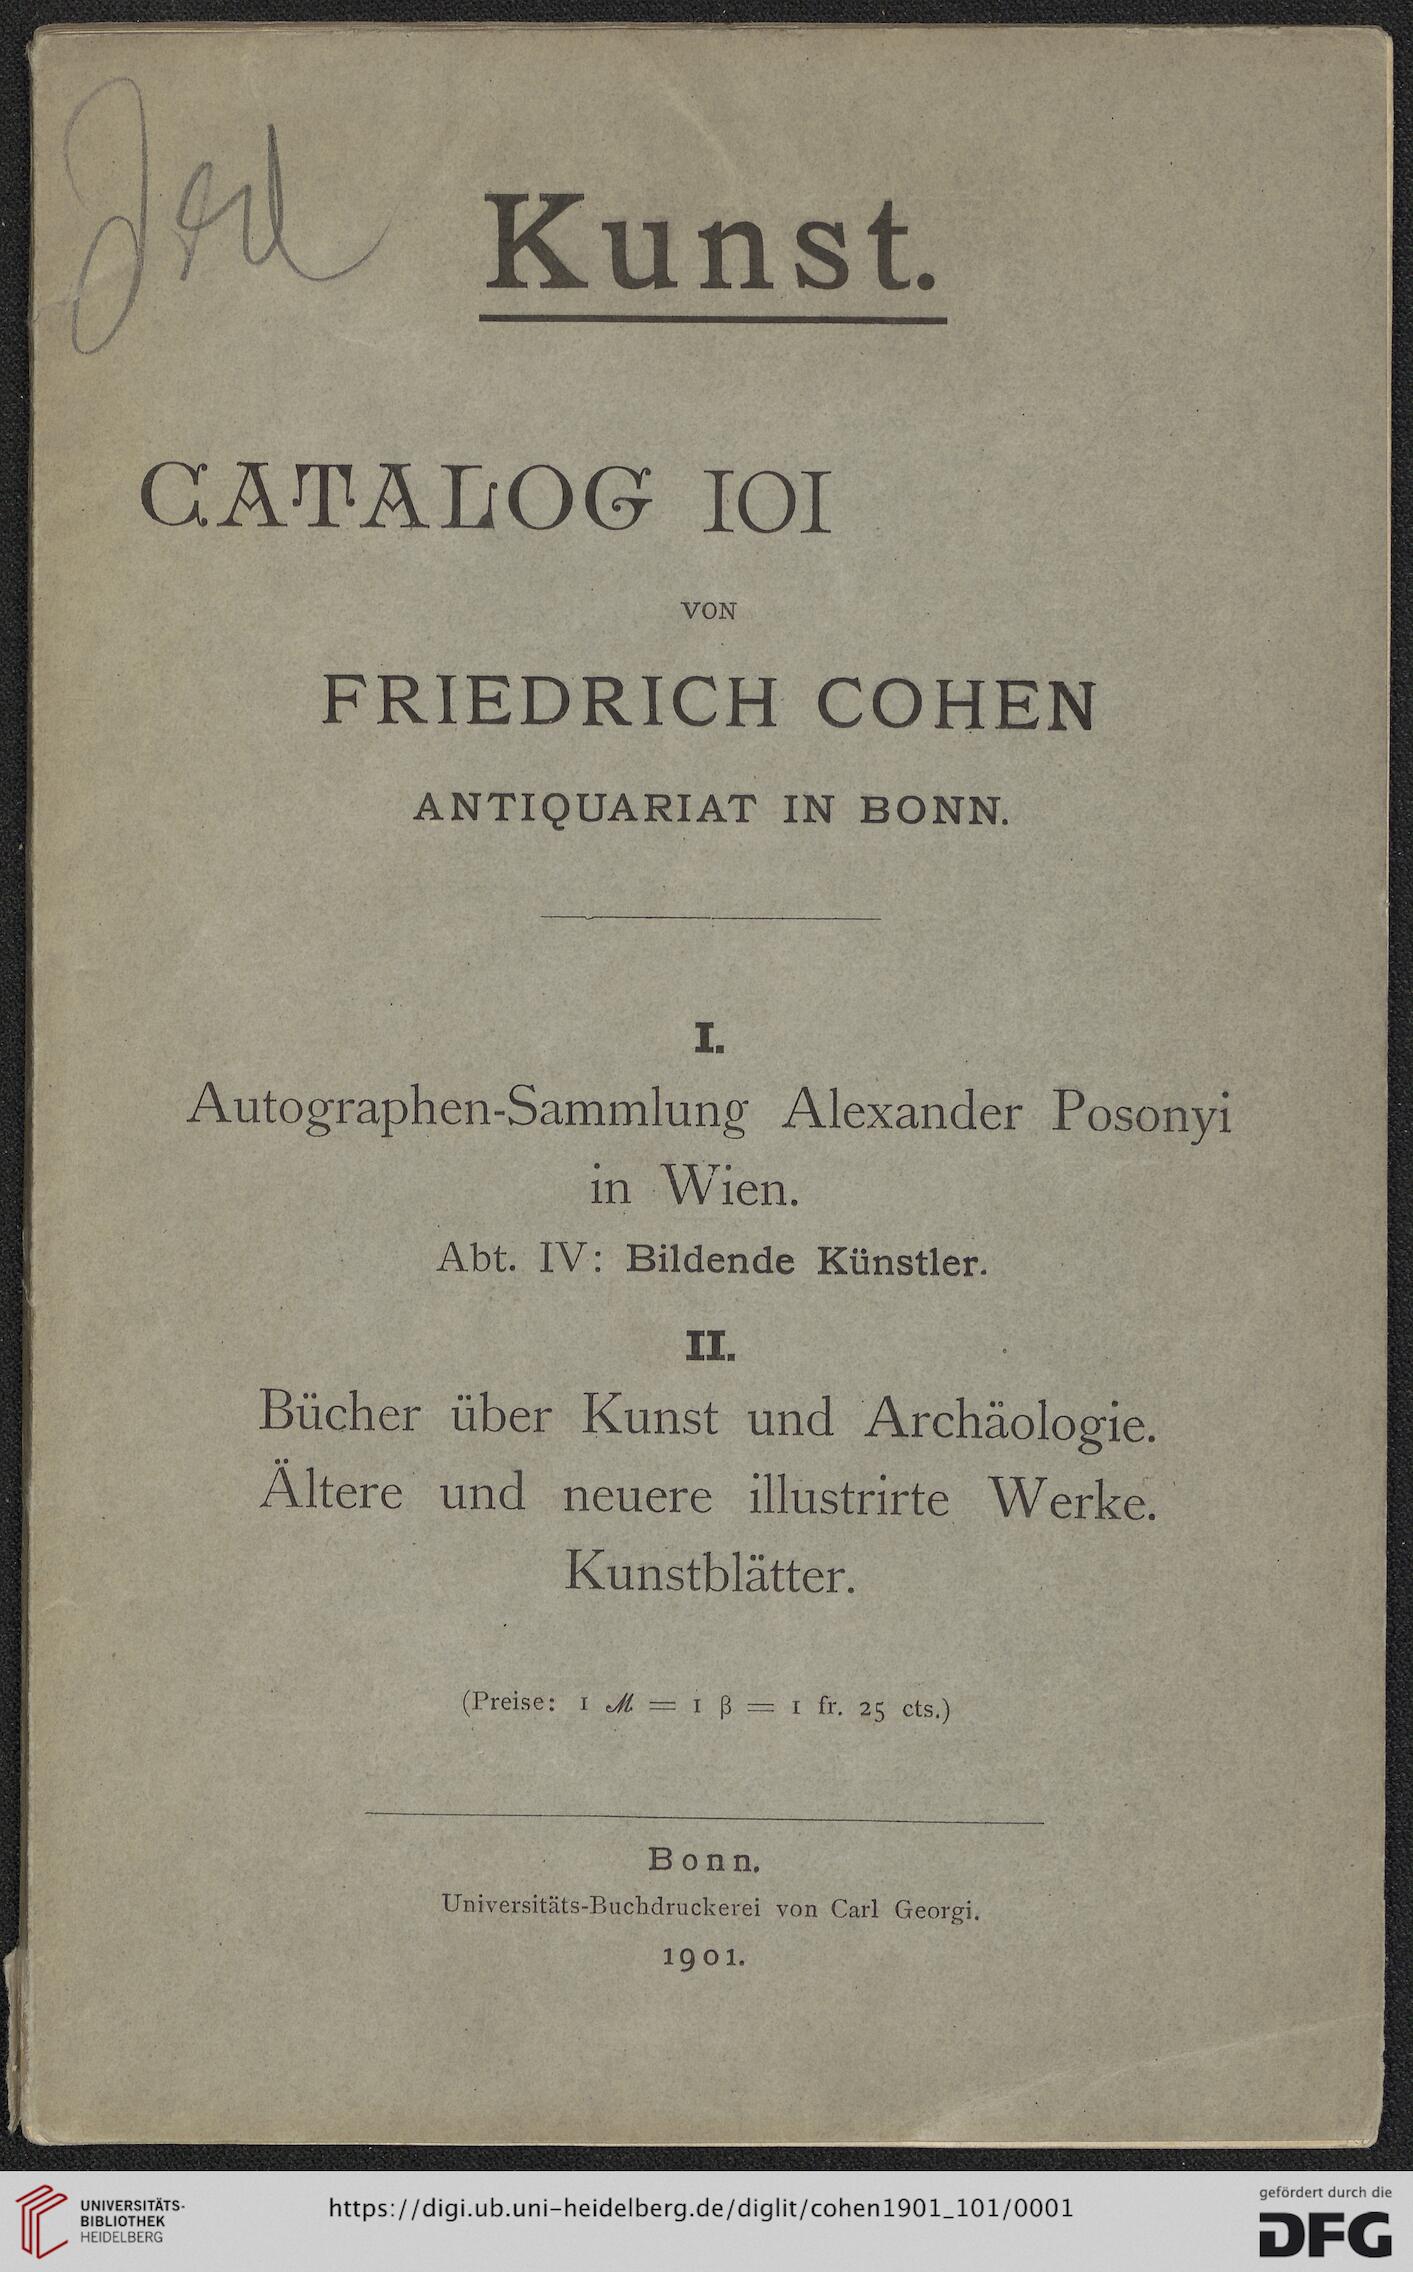 Kunst.
CATALOG 101
VON
FRIEDRICH COHEN
ANTIQUARIAT IN BONN.
I.
Autographen-Sammlung Alexander Posonyi
in Wien.
Abt. IV: Bildende Künstler.
II.
Bücher über Kunst und Archäologie.
Ältere und neuere illustrirte Werke.
Kunstblätter.
(Preise: 1 ℳ = 1 β = 1 fr. 25 cts.)
Bonn.
Universitäts-Buchdruckerei von Carl Georgi.
1901.
UNIVERSITÄTS-
BIBLIOTHEK
HEIDELBERG
https://digi.ub.uni-heidelberg.de/diglit/cohen1901_101/0001
gefördert durch die
DFG